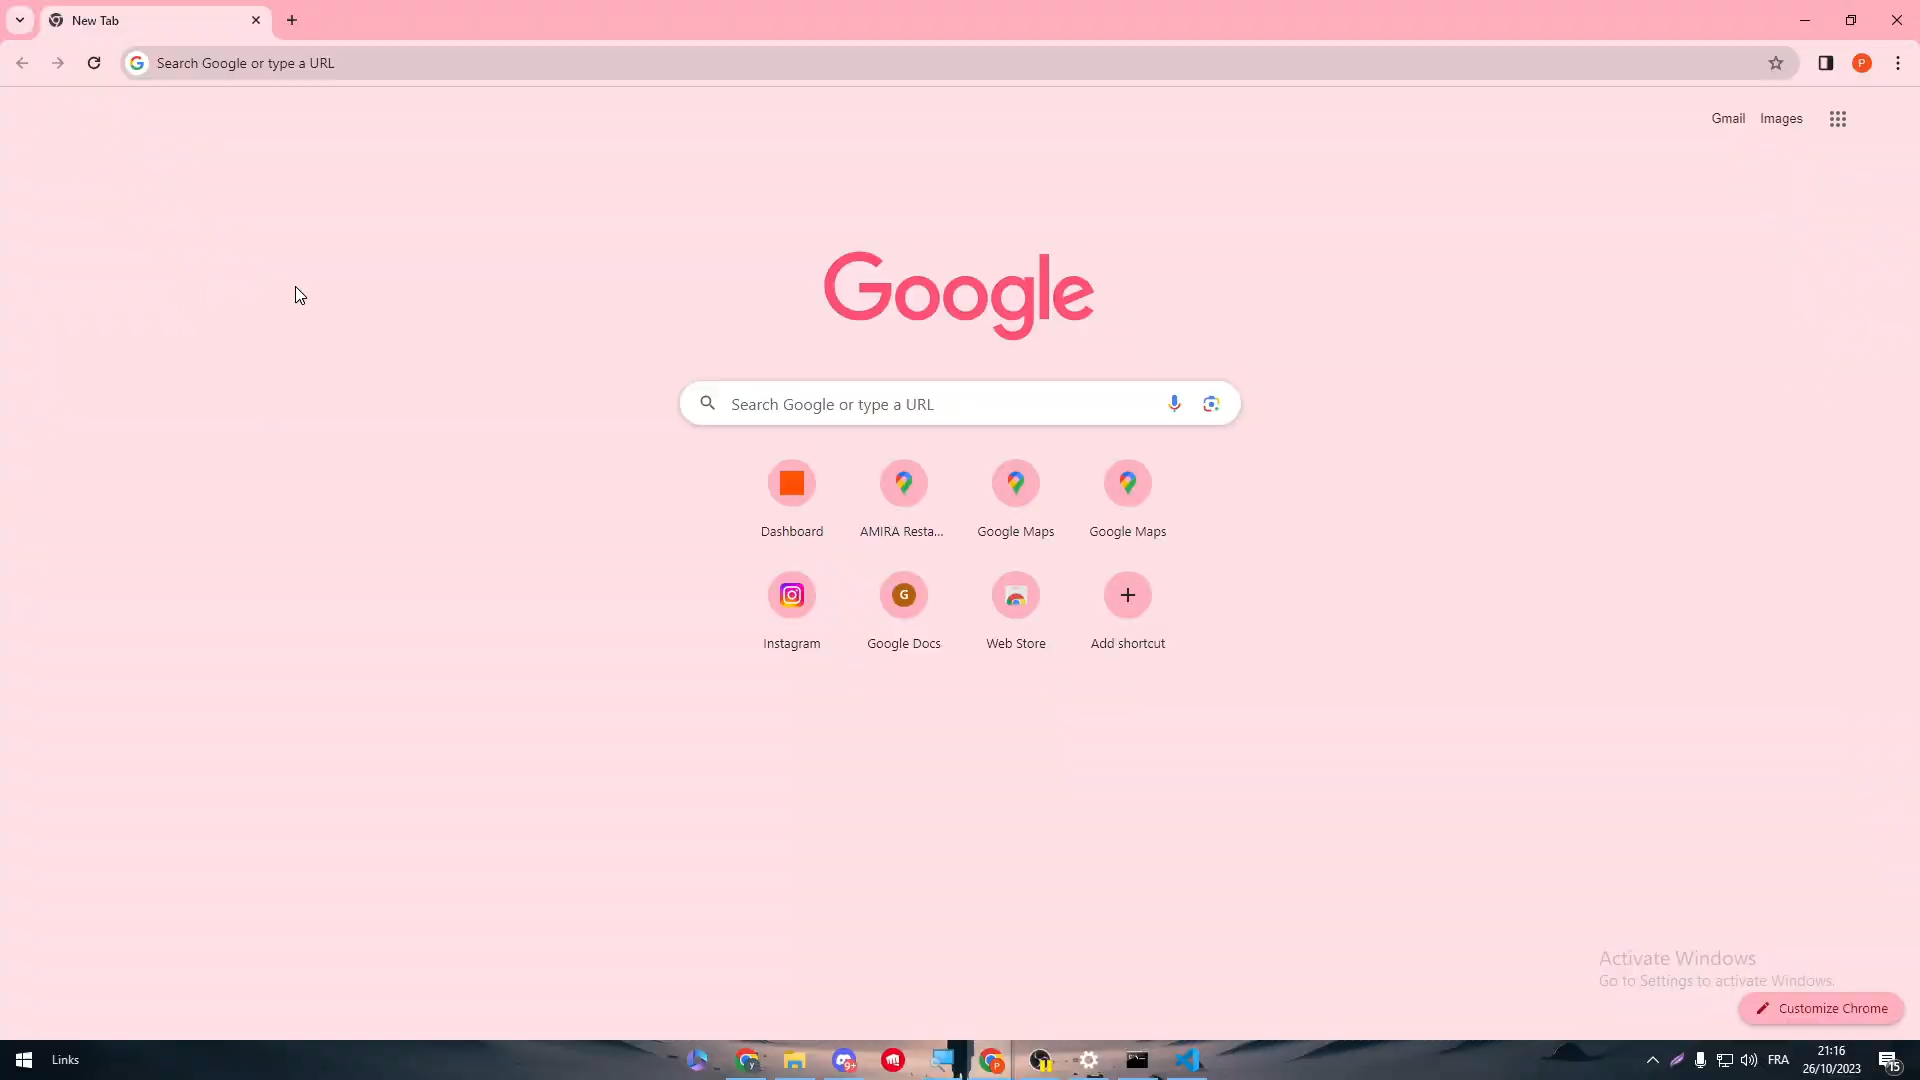 New Tab
Search Google or type a URL
P
Gmail Images
Google
Search Google or type a URL
Dashboard AMIRA Resta... Google Maps Google Maps
G
Instagram Google Docs Web Store Add shortcut
Activate Windows
Go to Settings to activate Windows.
Customize Chrome
Links
y
9+
P
FRA
21:16
26/10/2023
15